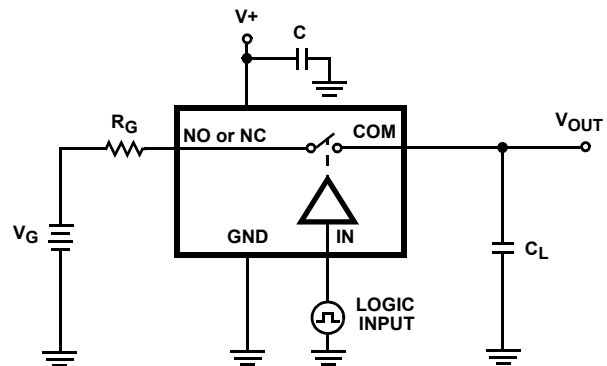 V+
C
RG
NO or NC
COM
VOUT
VG
GND
IN
CL
LOGIC
INPUT